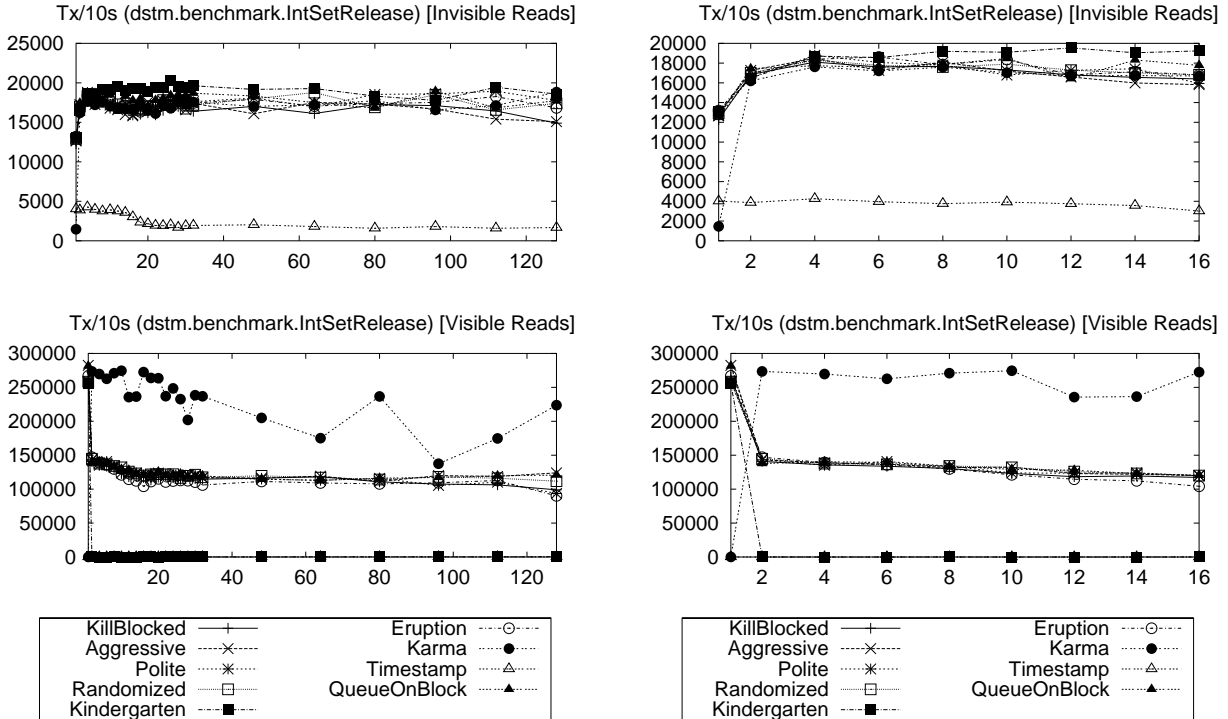 Tx/10s (dstm.benchmark.IntSetRelease) [Invisible Reads]
25000
20000
15000
10000
5000
0
20 40 60 80 100 120
Tx/10s (dstm.benchmark.IntSetRelease) [Invisible Reads]
20000
18000
16000
14000
12000
10000
8000
6000
4000
2000
0
2 4 6 8 10 12 14 16
Tx/10s (dstm.benchmark.IntSetRelease) [Visible Reads]
300000
250000
200000
150000
100000
50000
0
20 40 60 80 100 120
Tx/10s (dstm.benchmark.IntSetRelease) [Visible Reads]
300000
250000
200000
150000
100000
50000
0
2 4 6 8 10 12 14 16
KillBlocked
Aggressive
Polite
Randomized
Kindergarten
Eruption
Karma
Timestamp
QueueOnBlock
KillBlocked
Aggressive
Polite
Randomized
Kindergarten
Eruption
Karma
Timestamp
QueueOnBlock